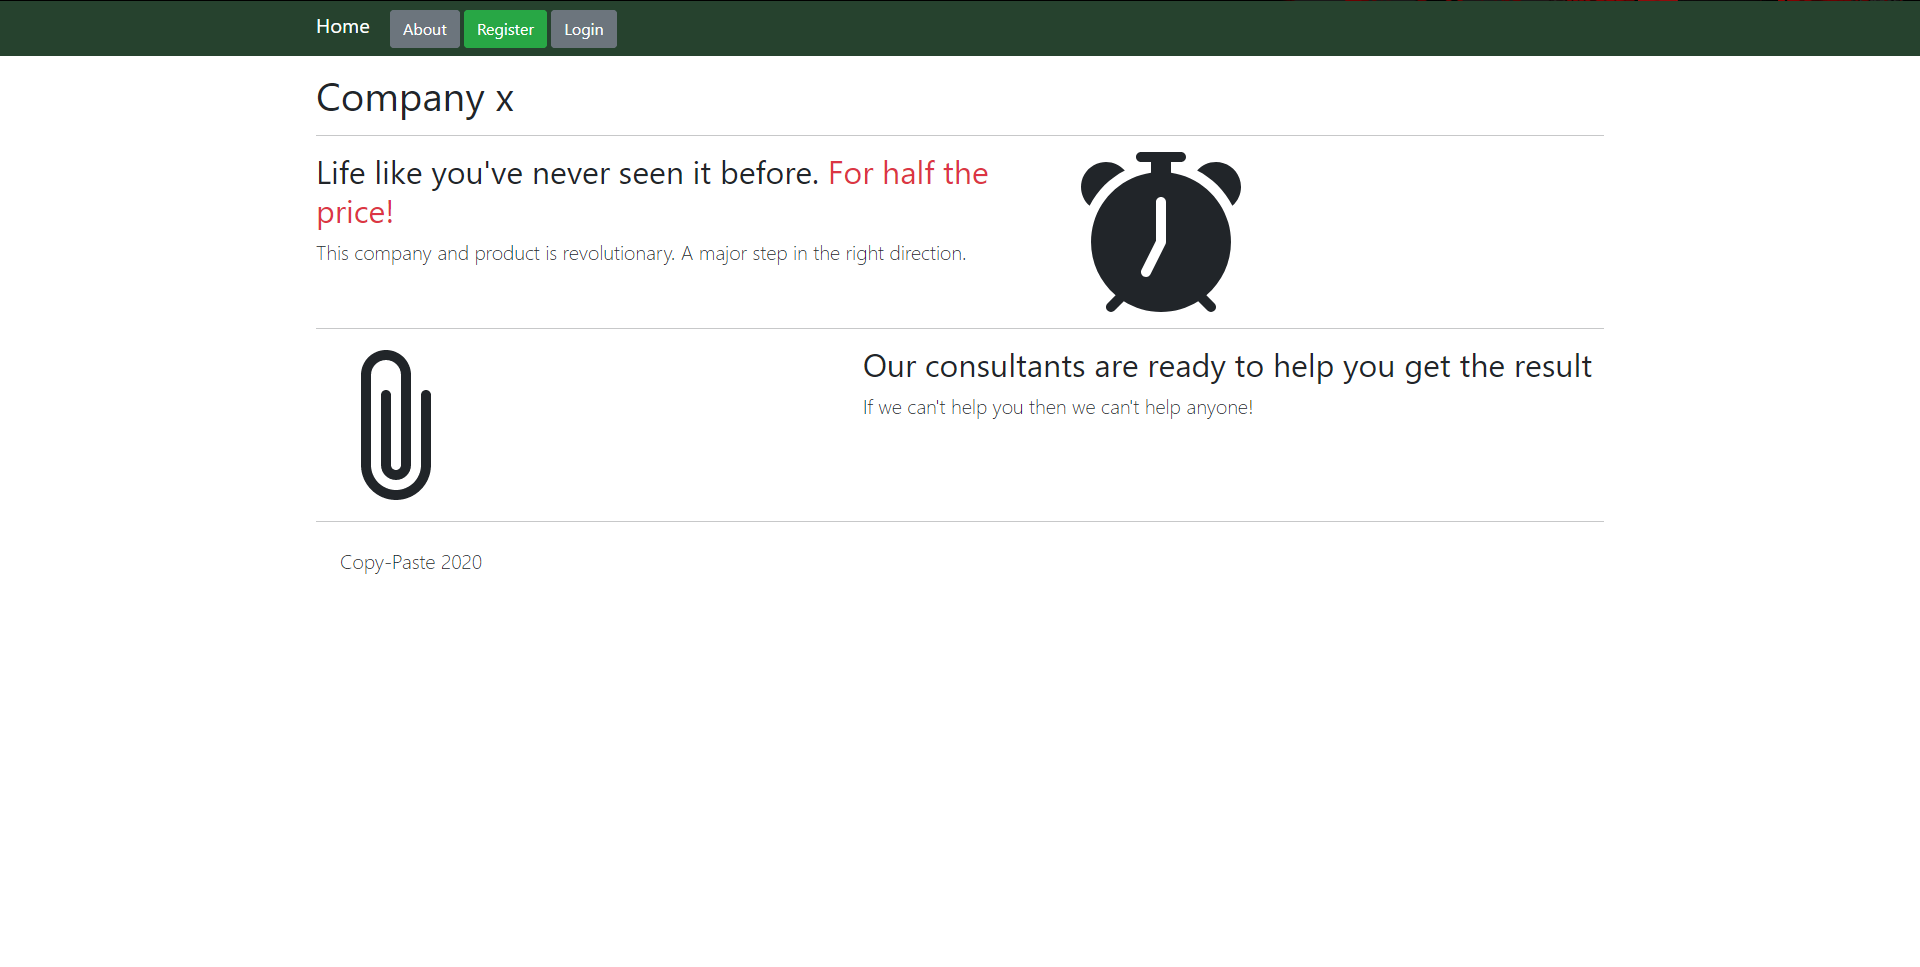 Home About Register Login
Company x
Life like you've never seen it before. For half the
price!
This company and product is revolutionary. A major step in the right direction.
Our consultants are ready to help you get the result
If we can't help you then we can't help anyone!
Copy-Paste 2020